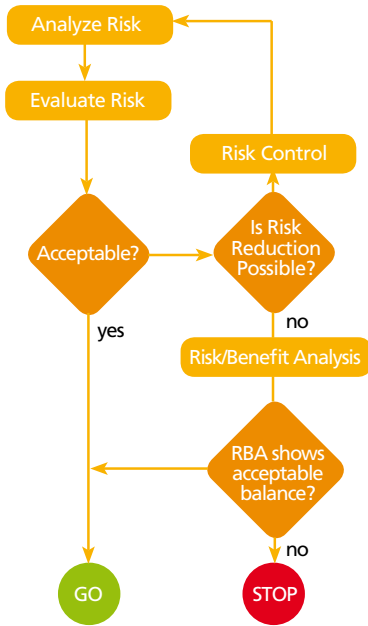 Analyze Risk
Evaluate Risk
Risk Control
Acceptable?
Is Risk
Reduction
Possible?
yes
no
Risk/Benefit Analysis
RBA shows
acceptable
balance?
no
GO
STOP